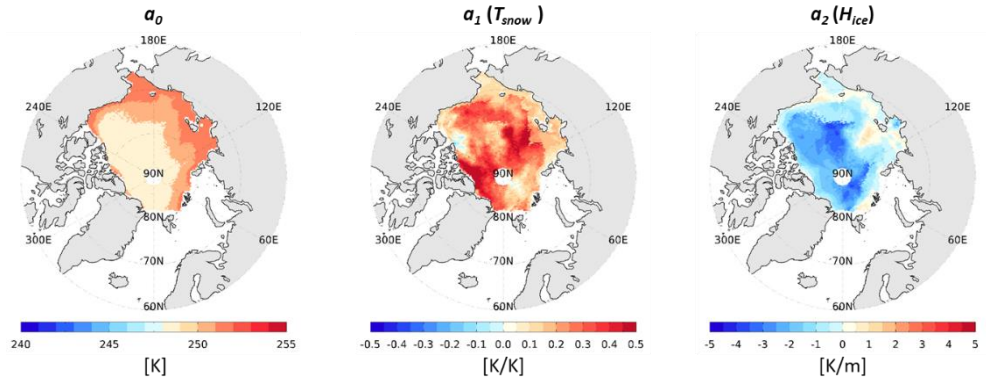 a0 a1 (Tsnow ) a2 (Hice)
180E 180E 180E
240E 120E 240E 120E 240E 120E
90N 90N 90N
80N 80N 80N
300E 60E 300E 60E 300E 60E
70N 70N 70N
60N 60N 60N
240 245 250 255 -0.5 -0.4 -0.3 -0.2 -0.1 0.0 0.1 0.2 0.3 0.4 0.5 -5 -4 -3 -2 -1 0 1 2 3 4 5
[K] [K/K] [K/m]